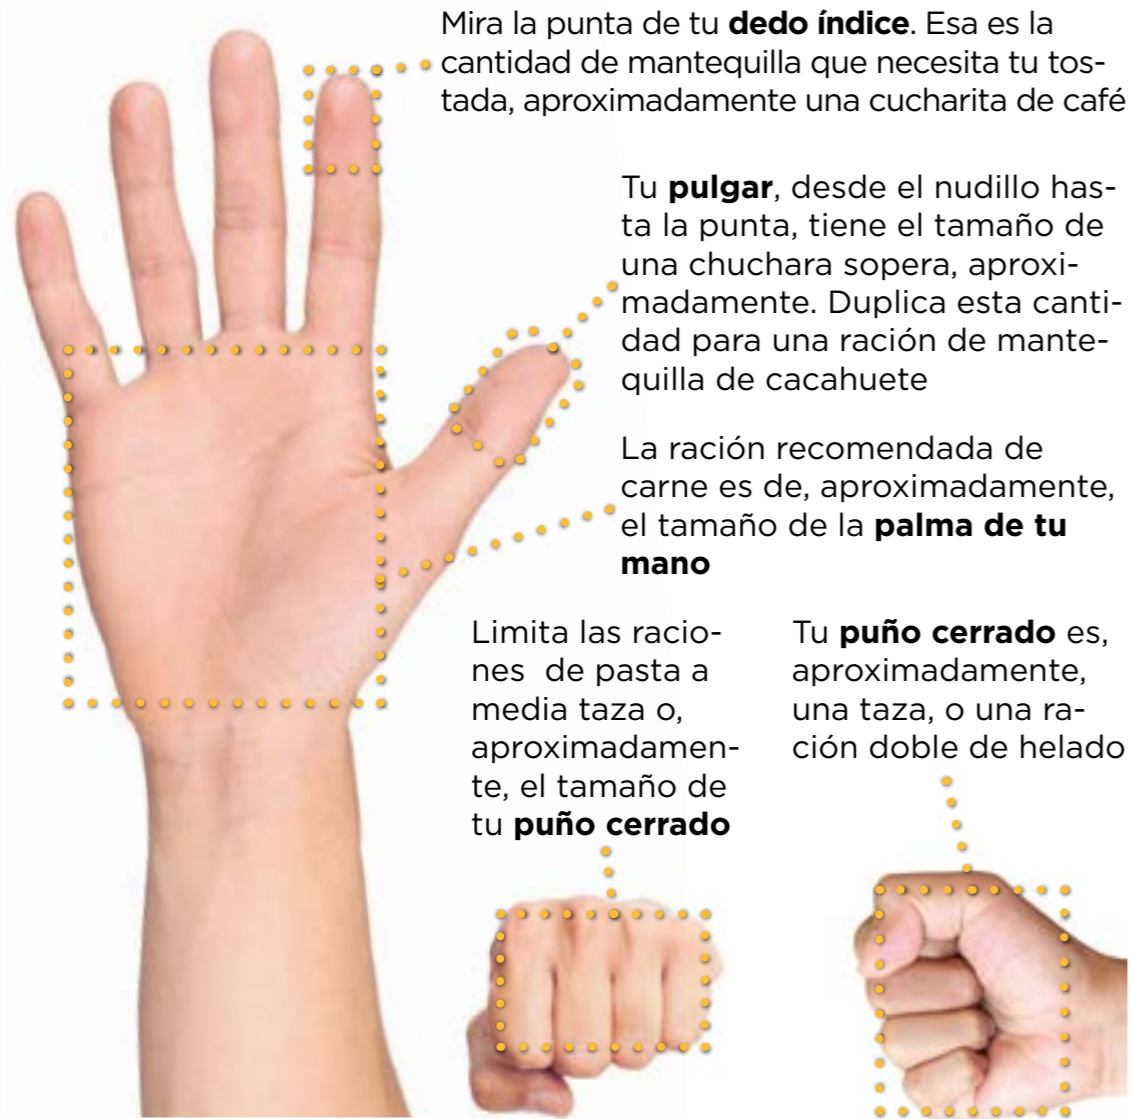 Mira la punta de tu dedo índice. Esa es la
cantidad de mantequilla que necesita tu tos-
tada, aproximadamente una cucharita de café
Tu pulgar, desde el nudillo has-
ta la punta, tiene el tamaño de
una chuchara sopera, aproxi-
madamente. Duplica esta canti-
dad para una ración de mante-
quilla de cacahuete
La ración recomendada de
carne es de, aproximadamente,
el tamaño de la palma de tu
mano
Limita las racio-
nes  de pasta a
media taza o,
aproximadamen-
te, el tamaño de
tu puño cerrado
Tu puño cerrado es,
aproximadamente,
una taza, o una ra-
ción doble de helado